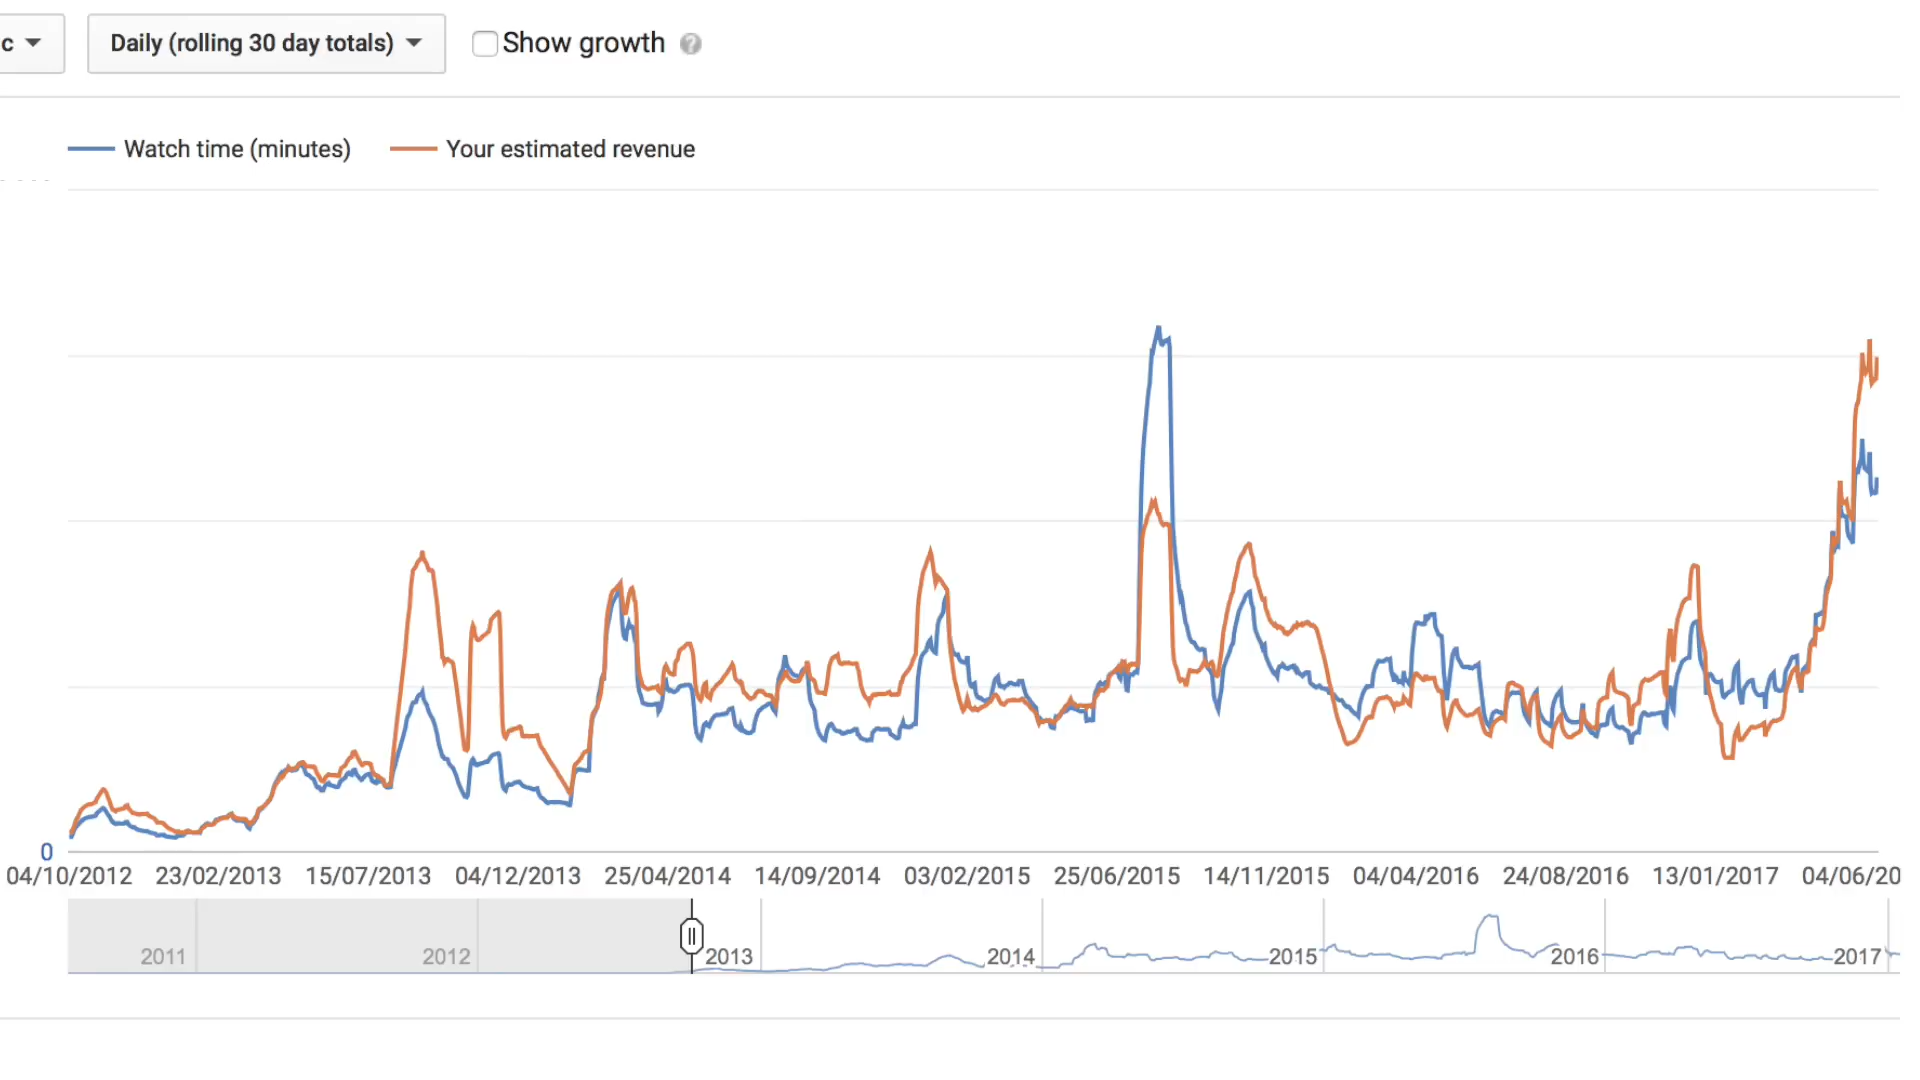 c Daily (rolling 30 day totals) Show growth ?
Watch time (minutes) Your estimated revenue
0
04/10/2012 23/02/2013 15/07/2013 04/12/2013 25/04/2014 14/09/2014 03/02/2015 25/06/2015 14/11/2015 04/04/2016 24/08/2016 13/01/2017 04/06/20
2011 2012 2013 2014 2015 2016 2017